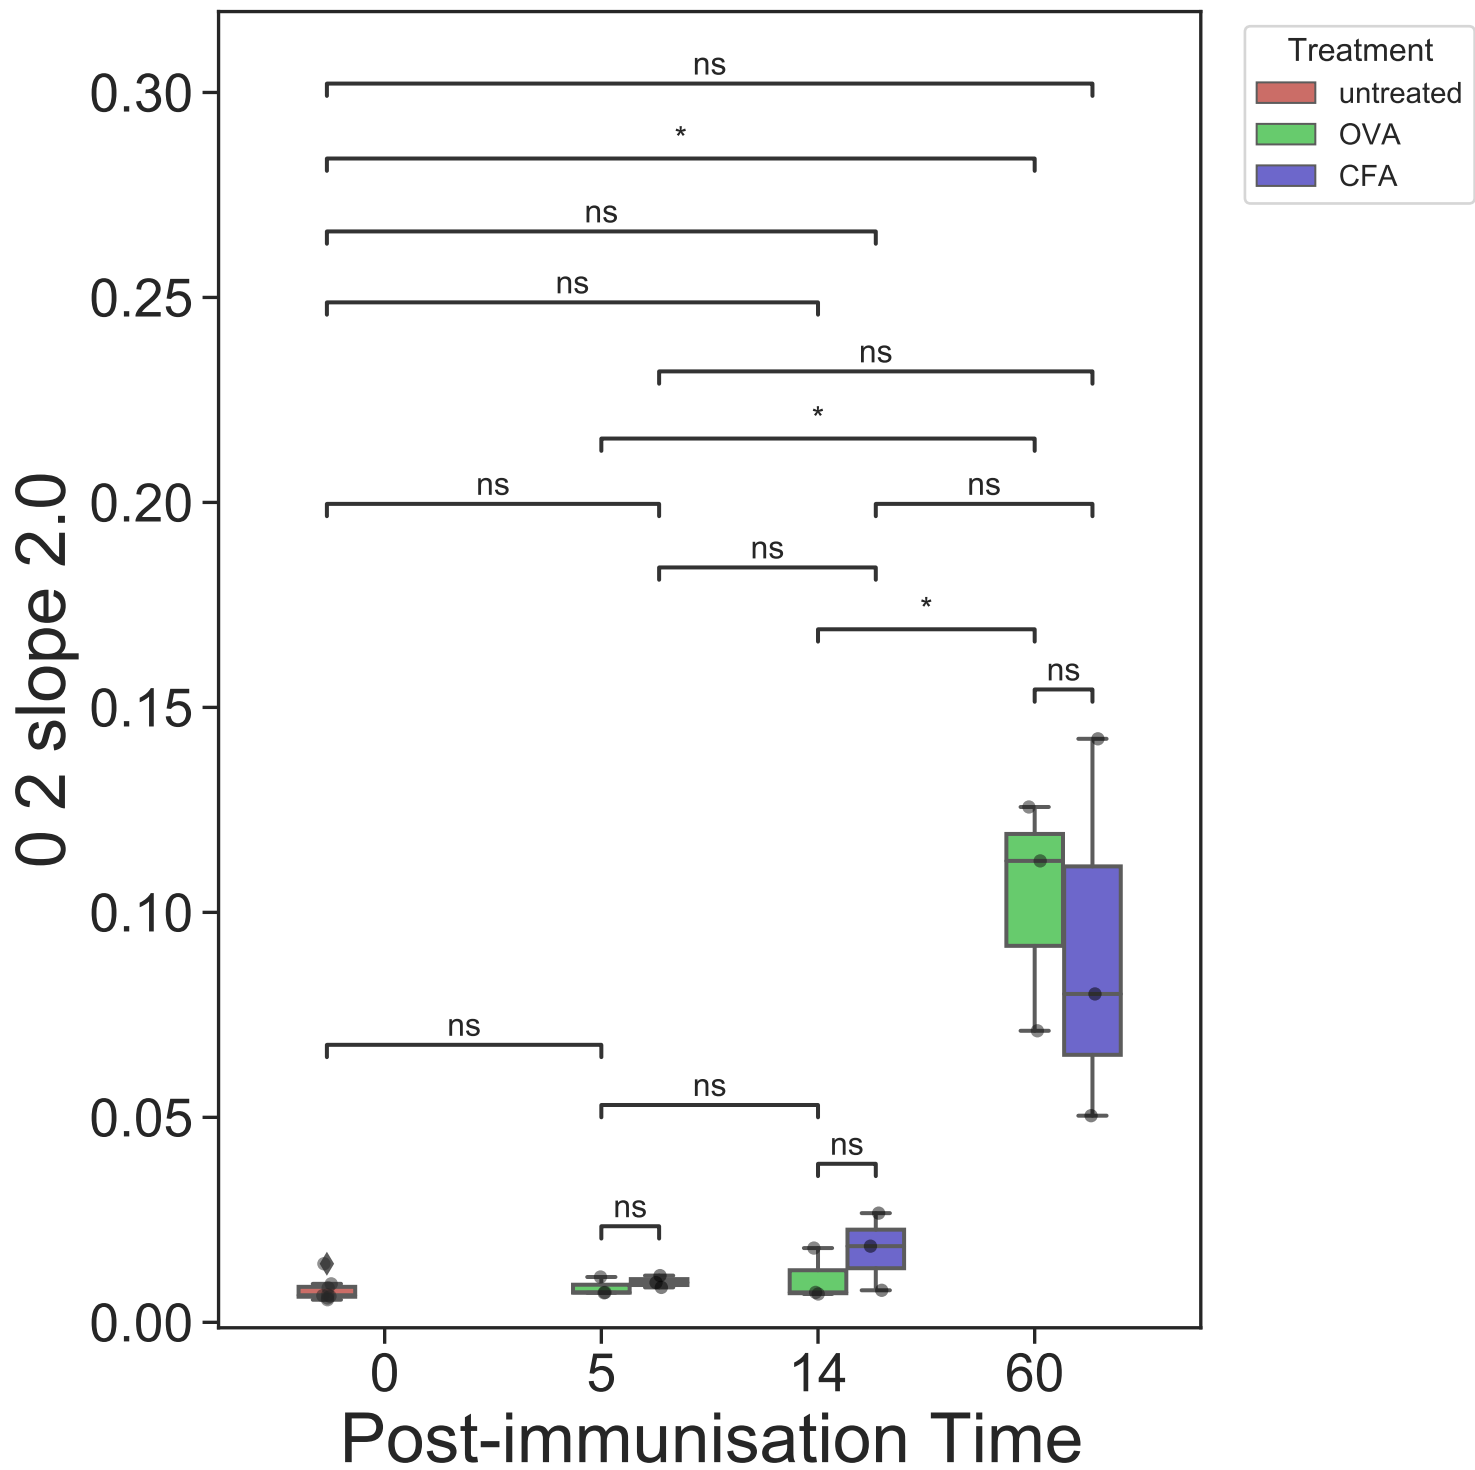 Treatment
untreated
OVA
CFA
0 2 slope 2.0
0.30
0.25
0.20
0.15
0.10
0.05
0.00
ns
*
ns
ns
ns
*
ns
ns
ns
*
ns
ns
ns
ns
ns
0
5
14
60
Post-immunisation Time